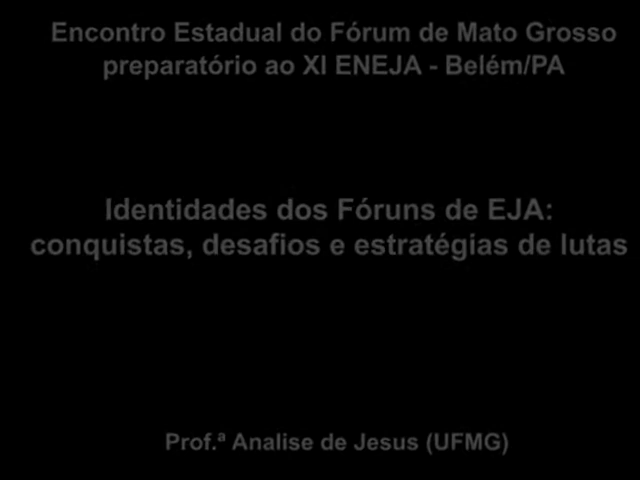 Encontro Estadual do Fórum de Mato Grosso
preparatório ao XI ENEJA - Belém/PA
Identidades dos Fóruns de EJA:
conquistas, desafios e estratégias de lutas
Prof.ª Analise de Jesus (UFMG)